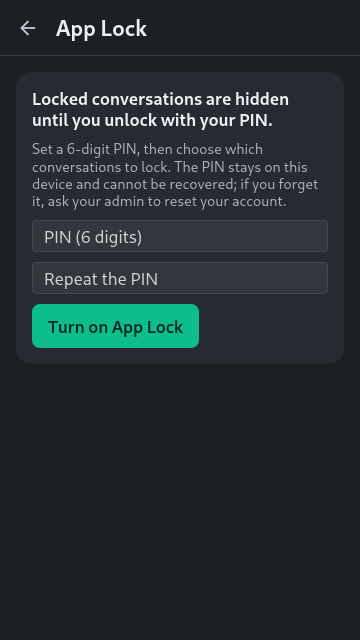 App Lock
Locked conversations are hidden
until you unlock with your PIN.
Set a 6-digit PIN, then choose which
conversations to lock. The PIN stays on this
device and cannot be recovered; if you forget
it, ask your admin to reset your account.
PIN (6 digits)
Repeat the PIN
Turn on App Lock